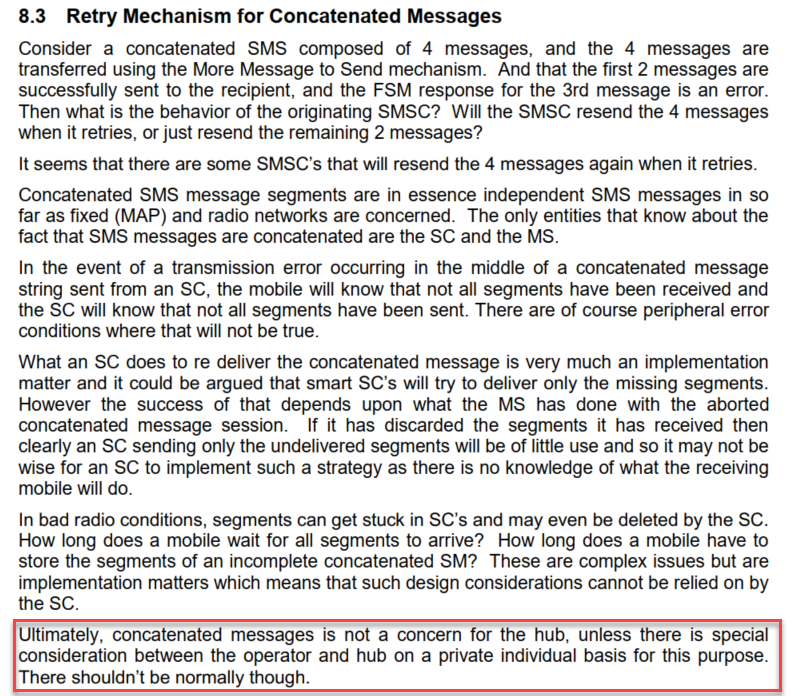 8.3 Retry Mechanism for Concatenated Messages
Consider a concatenated SMS composed of 4 messages, and the 4 messages are
transferred using the More Message to Send mechanism. And that the first 2 messages are
successfully sent to the recipient, and the FSM response for the 3rd message is an error.
Then what is the behavior of the originating SMSC? Will the SMSC resend the 4 messages
when it retries, or just resend the remaining 2 messages?
It seems that there are some SMSC's that will resend the 4 messages again when it retries.
Concatenated SMS message segments are in essence independent SMS messages in so
far as fixed (MAP) and radio networks are concerned. The only entities that know about the
fact that SMS messages are concatenated are the SC and the MS.
In the event of a transmission error occurring in the middle of a concatenated message
string sent from an SC, the mobile will know that not all segments have been received and
the SC will know that not all segments have been sent. There are of course peripheral error
conditions where that will not be true.
What an SC does to re deliver the concatenated message is very much an implementation
matter and it could be argued that smart SC's will try to deliver only the missing segments.
However the success of that depends upon what the MS has done with the aborted
concatenated message session. If it has discarded the segments it has received then
clearly an SC sending only the undelivered segments will be of little use and so it may not be
wise for an SC to implement such a strategy as there is no knowledge of what the receiving
mobile will do.
In bad radio conditions, segments can get stuck in SC's and may even be deleted by the SC.
How long does a mobile wait for all segments to arrive? How long does a mobile have to
store the segments of an incomplete concatenated SM? These are complex issues but are
implementation matters which means that such design considerations cannot be relied on by
the SC.
Ultimately, concatenated messages is not a concern for the hub, unless there is special
consideration between the operator and hub on a private individual basis for this purpose.
There shouldn't be normally though.